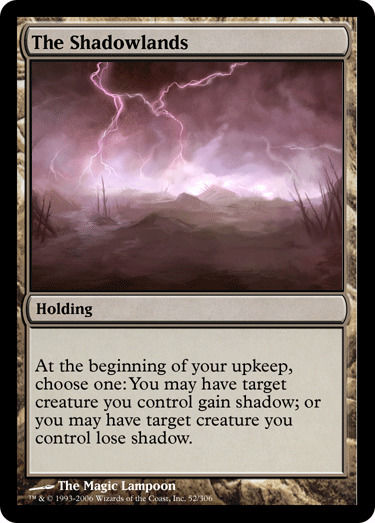 The Shadowlands
Holding
At the beginning of your upkeep,
choose one: You may have target
creature you control gain shadow; or
you may have target creature you
control lose shadow.
The Magic Lampoon
™ & © 1993-2006 Wizards of the Coast, Inc. 52/306